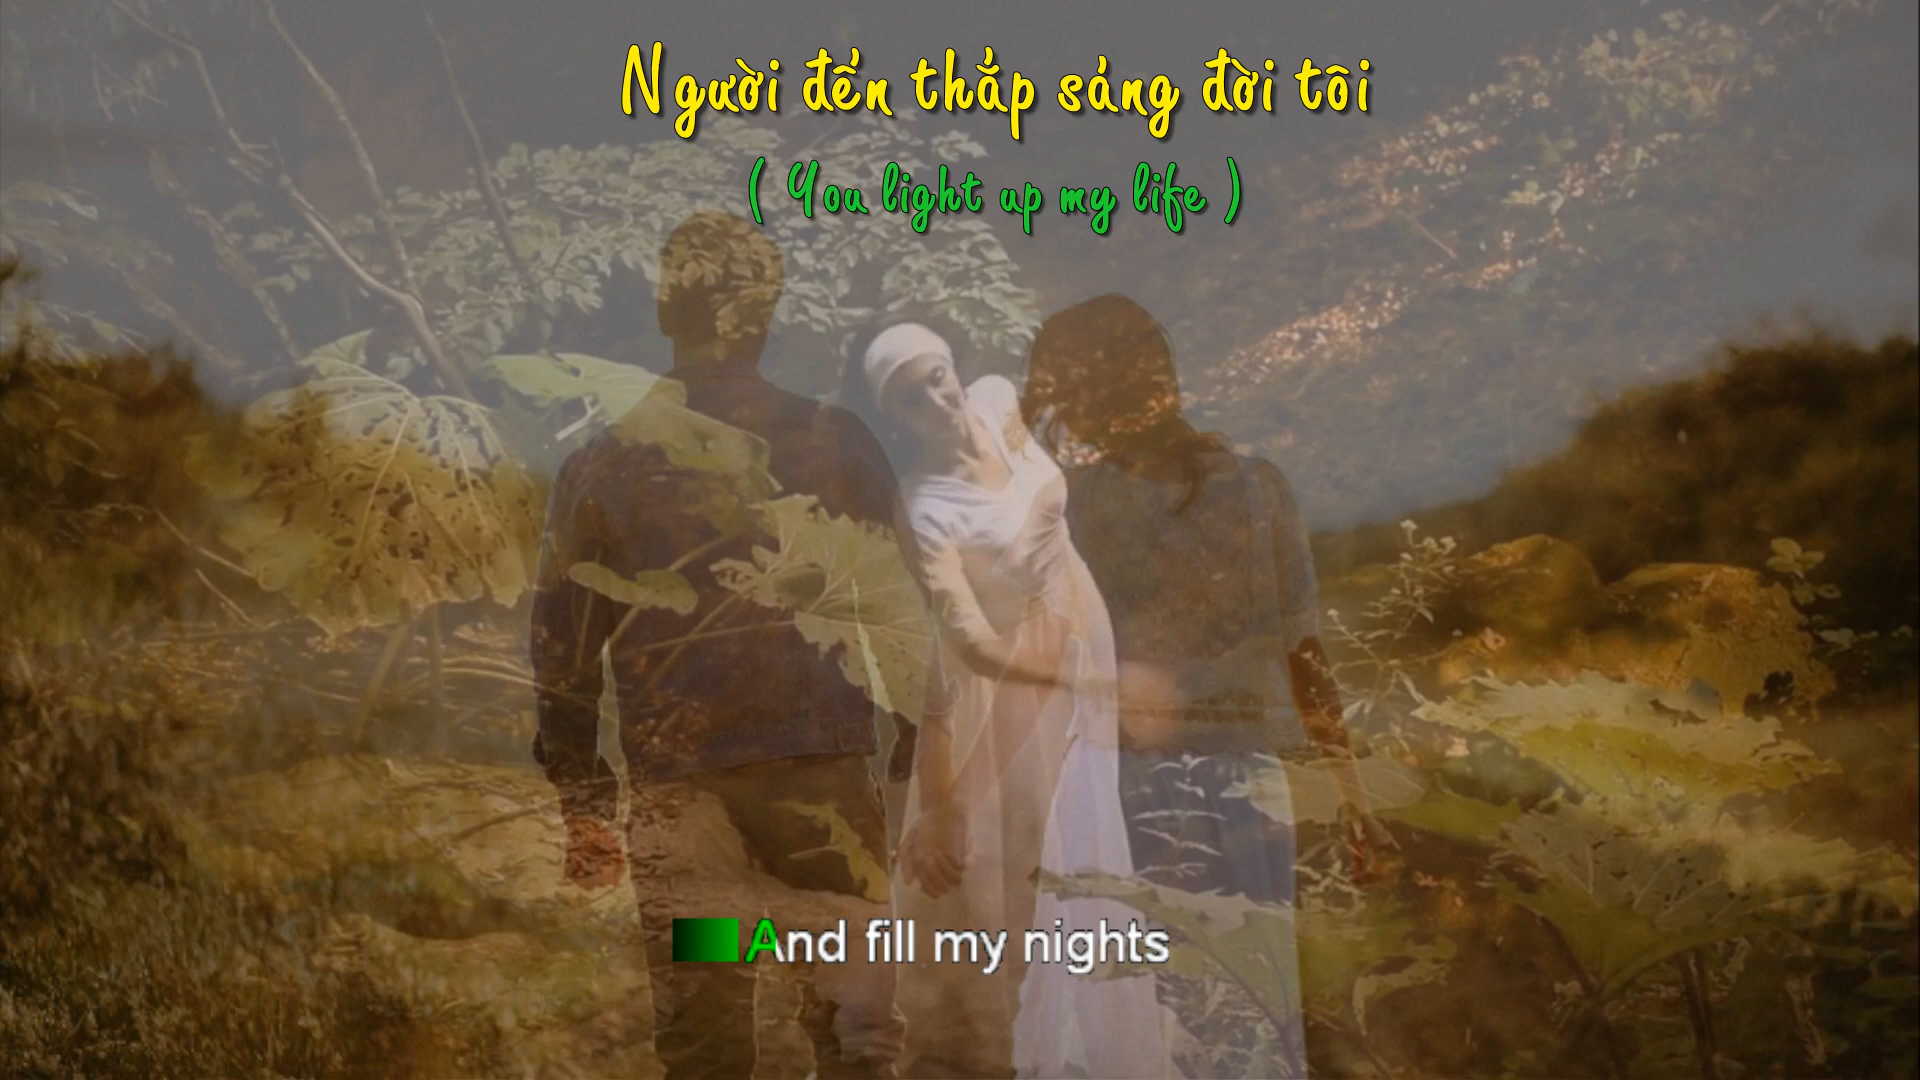 Người đến thắp sáng đời tôi
( You light up my life )
And fill my nights